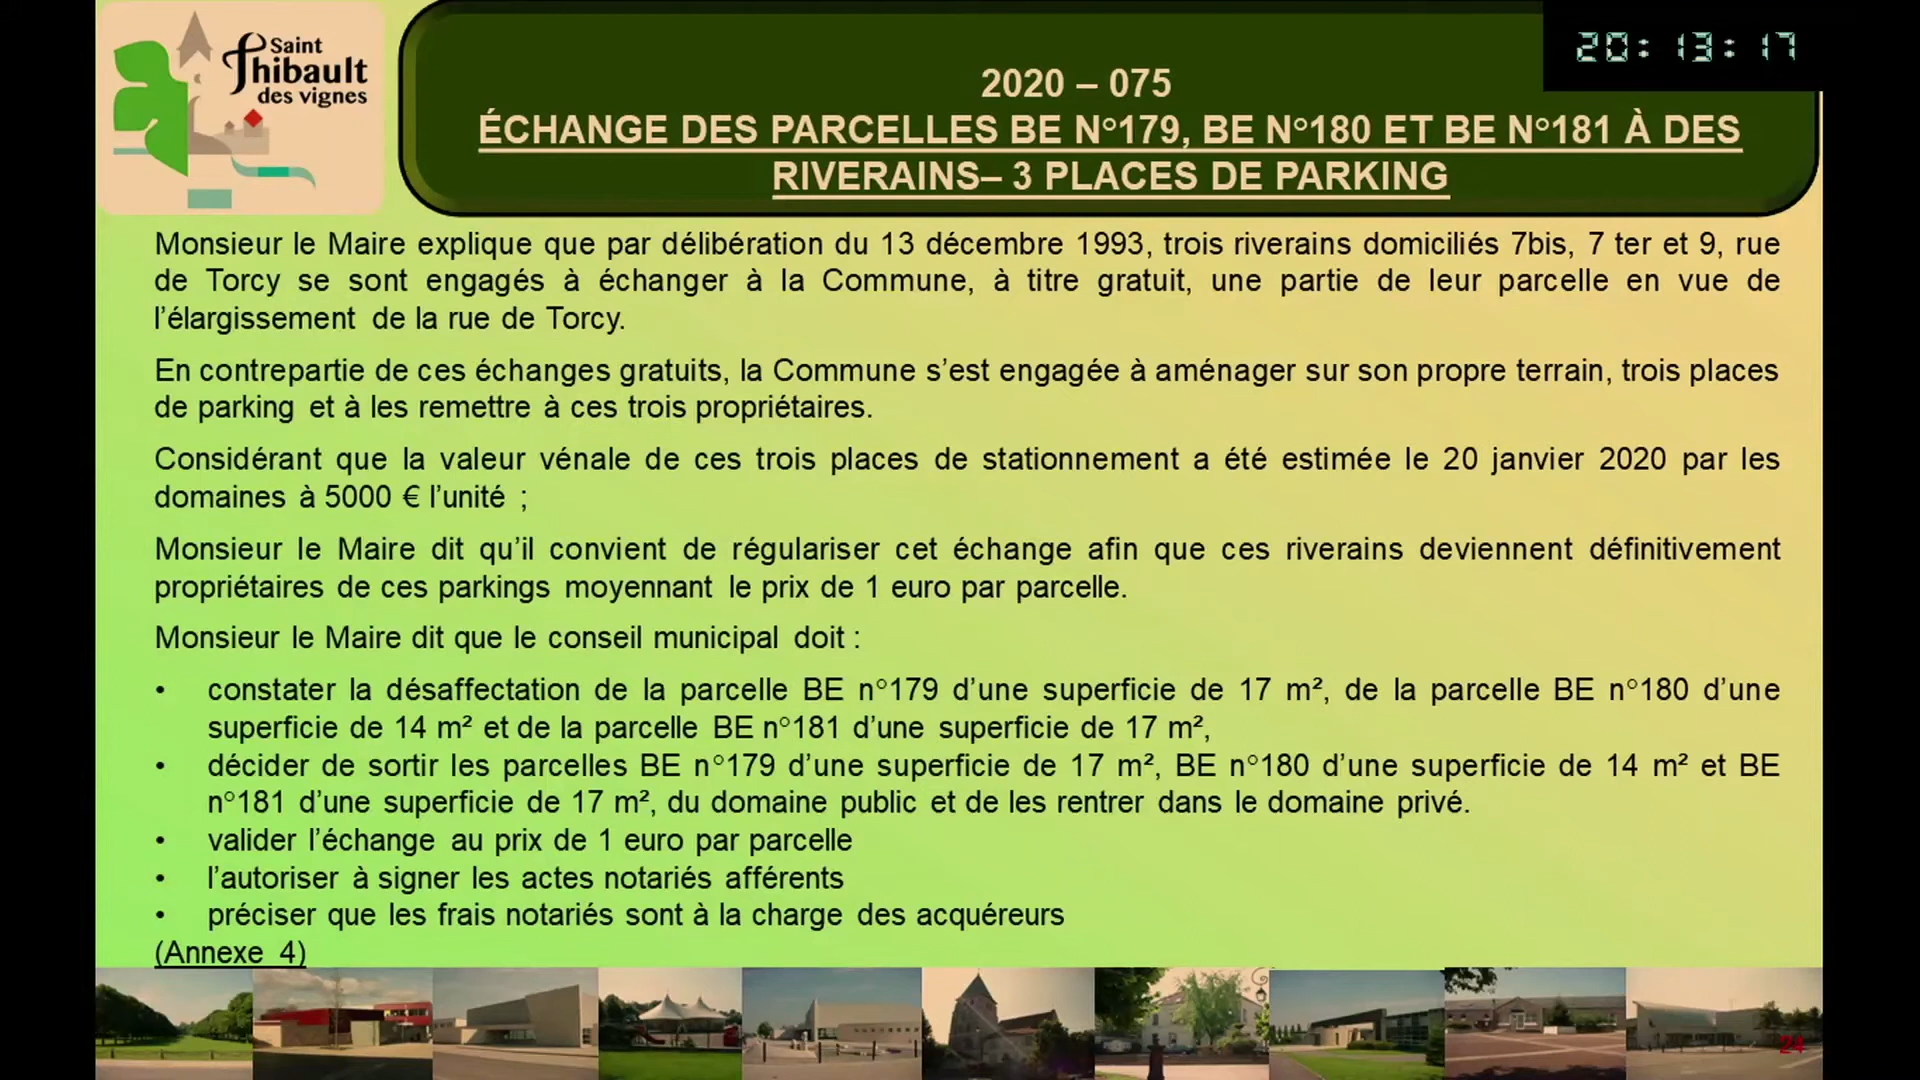 Saint
Thibault
des vignes
20:13:17
2020 – 075
ÉCHANGE DES PARCELLES BE N°179, BE N°180 ET BE N°181 À DES
RIVERAINS– 3 PLACES DE PARKING
Monsieur le Maire explique que par délibération du 13 décembre 1993, trois riverains domiciliés 7bis, 7 ter et 9, rue
de Torcy se sont engagés à échanger à la Commune, à titre gratuit, une partie de leur parcelle en vue de
l’élargissement de la rue de Torcy.
En contrepartie de ces échanges gratuits, la Commune s’est engagée à aménager sur son propre terrain, trois places
de parking et à les remettre à ces trois propriétaires.
Considérant que la valeur vénale de ces trois places de stationnement a été estimée le 20 janvier 2020 par les
domaines à 5000 € l’unité ;
Monsieur le Maire dit qu’il convient de régulariser cet échange afin que ces riverains deviennent définitivement
propriétaires de ces parkings moyennant le prix de 1 euro par parcelle.
Monsieur le Maire dit que le conseil municipal doit :
• constater la désaffectation de la parcelle BE n°179 d’une superficie de 17 m², de la parcelle BE n°180 d’une
superficie de 14 m² et de la parcelle BE n°181 d’une superficie de 17 m²,
• décider de sortir les parcelles BE n°179 d’une superficie de 17 m², BE n°180 d’une superficie de 14 m² et BE
n°181 d’une superficie de 17 m², du domaine public et de les rentrer dans le domaine privé.
• valider l’échange au prix de 1 euro par parcelle
• l’autoriser à signer les actes notariés afférents
• préciser que les frais notariés sont à la charge des acquéreurs
(Annexe 4)
24